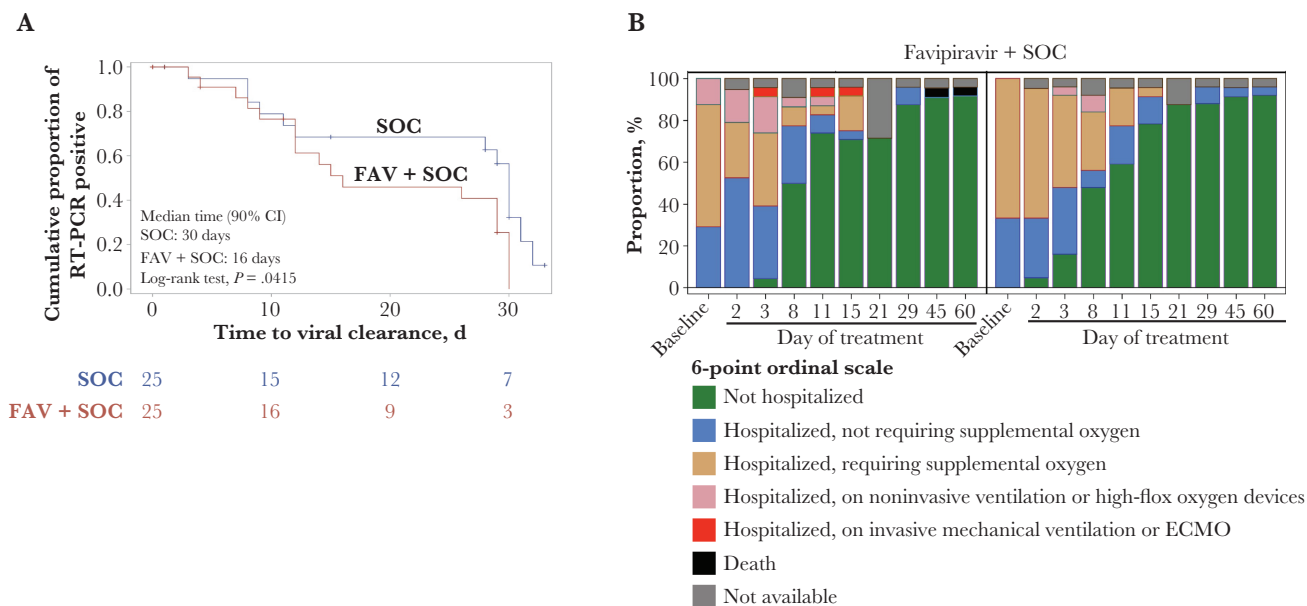 A
Cumulative proportion of
RT-PCR positive
1.0
0.8
0.6
0.4
0.2
0.0
SOC
FAV + SOC
Median time (90% CI)
SOC: 30 days
FAV + SOC: 16 days
Log-rank test, P = .0415
0 10 20 30
Time to viral clearance, d
SOC 25 15 12 7
FAV + SOC 25 16 9 3
B
Favipiravir + SOC
Proportion, %
100
80
60
40
20
0
Baseline 2 3 8 11 15 21 29 45 60 Baseline 2 3 8 11 15 21 29 45 60
Day of treatment Day of treatment
6-point ordinal scale
Not hospitalized
Hospitalized, not requiring supplemental oxygen
Hospitalized, requiring supplemental oxygen
Hospitalized, on noninvasive ventilation or high-flox oxygen devices
Hospitalized, on invasive mechanical ventilation or ECMO
Death
Not available